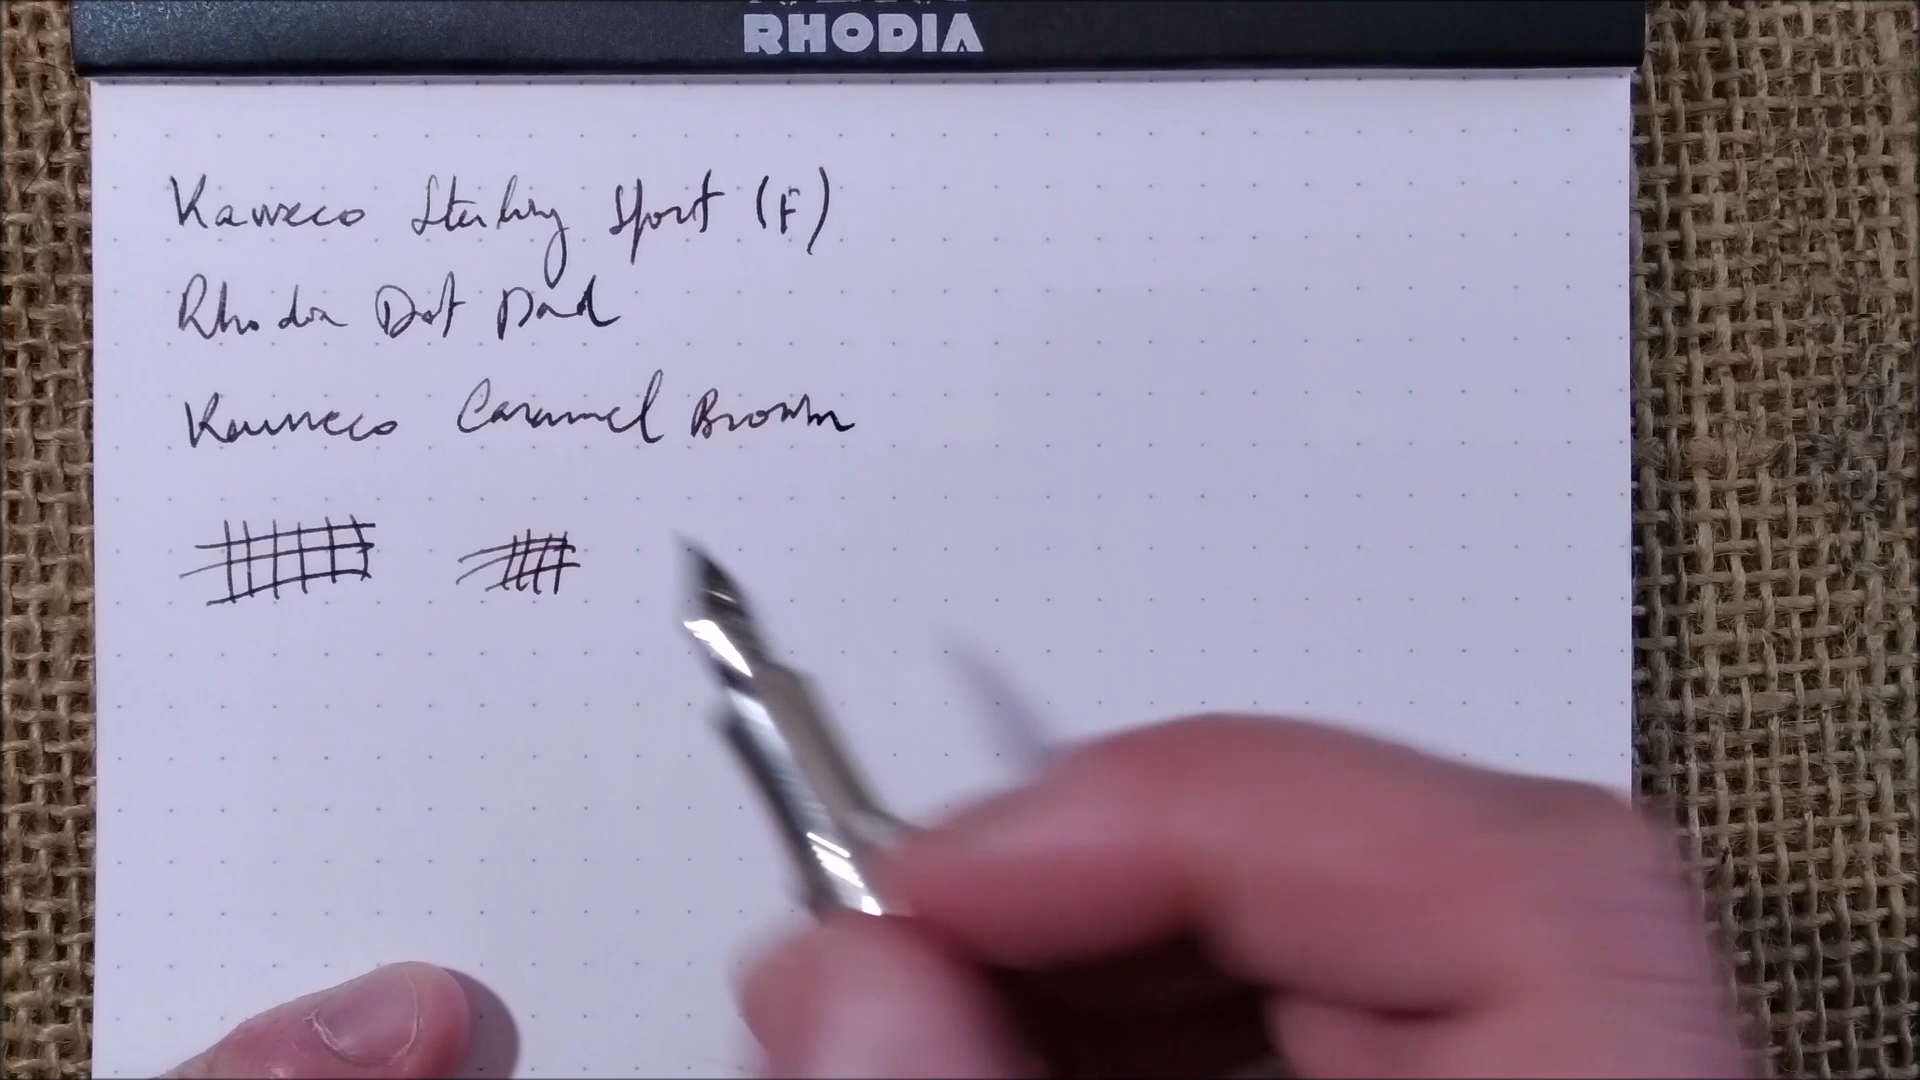 RHODIA
Kaweco Sterling Sport (F)
Rhodia Dot Pad
Kaweco Caramel Brown